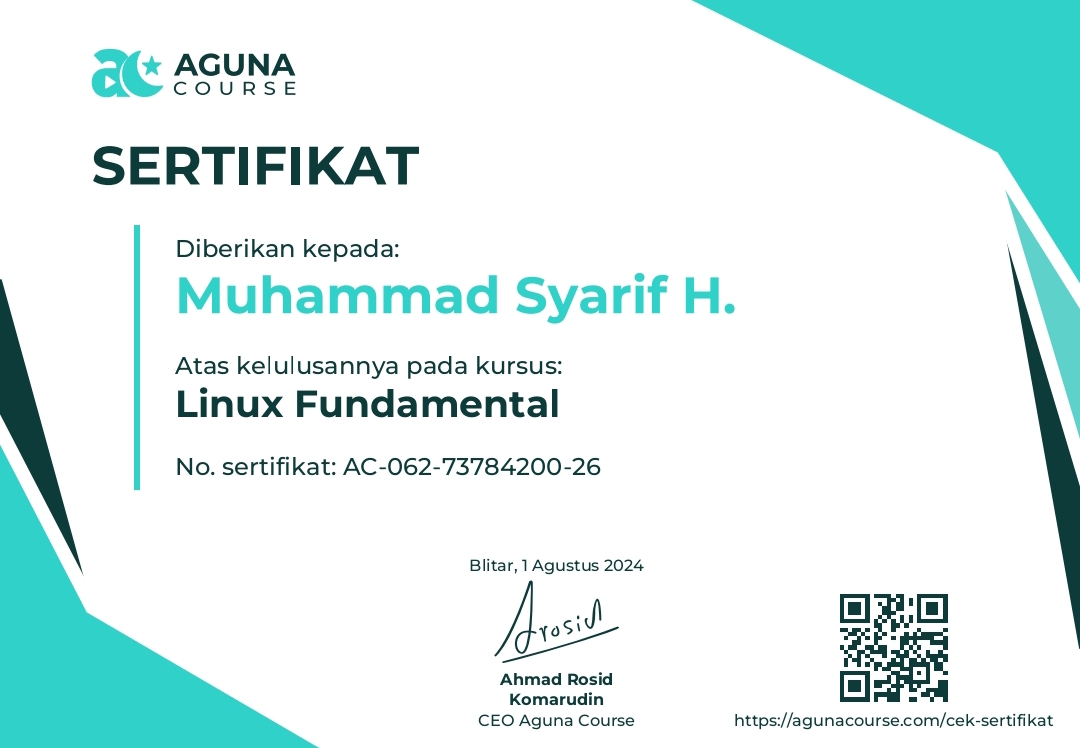 ac AGUNA
COURSE
SERTIFIKAT
Diberikan kepada:
Muhammad Syarif H.
Atas kelulusannya pada kursus:
Linux Fundamental
No. sertifikat: AC-062-73784200-26
Blitar, 1 Agustus 2024
Arosid
Ahmad Rosid
Komarudin
CEO Aguna Course
https://agunacourse.com/cek-sertifikat